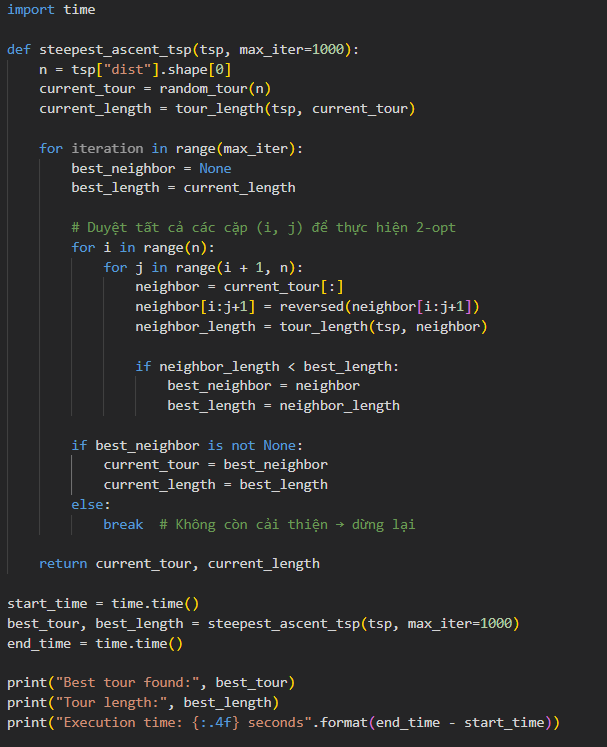 import time
def steepest_ascent_tsp(tsp, max_iter=1000):
    n = tsp["dist"].shape[0]
    current_tour = random_tour(n)
    current_length = tour_length(tsp, current_tour)
    for iteration in range(max_iter):
        best_neighbor = None
        best_length = current_length
        # Duyệt tất cả các cặp (i, j) để thực hiện 2-opt
        for i in range(n):
            for j in range(i + 1, n):
                neighbor = current_tour[:]
                neighbor[i:j+1] = reversed(neighbor[i:j+1])
                neighbor_length = tour_length(tsp, neighbor)
                if neighbor_length < best_length:
                    best_neighbor = neighbor
                    best_length = neighbor_length
        if best_neighbor is not None:
            current_tour = best_neighbor
            current_length = best_length
        else:
            break  # Không còn cải thiện → dừng lại
    return current_tour, current_length
start_time = time.time()
best_tour, best_length = steepest_ascent_tsp(tsp, max_iter=1000)
end_time = time.time()
print("Best tour found:", best_tour)
print("Tour length:", best_length)
print("Execution time: {:.4f} seconds".format(end_time - start_time))